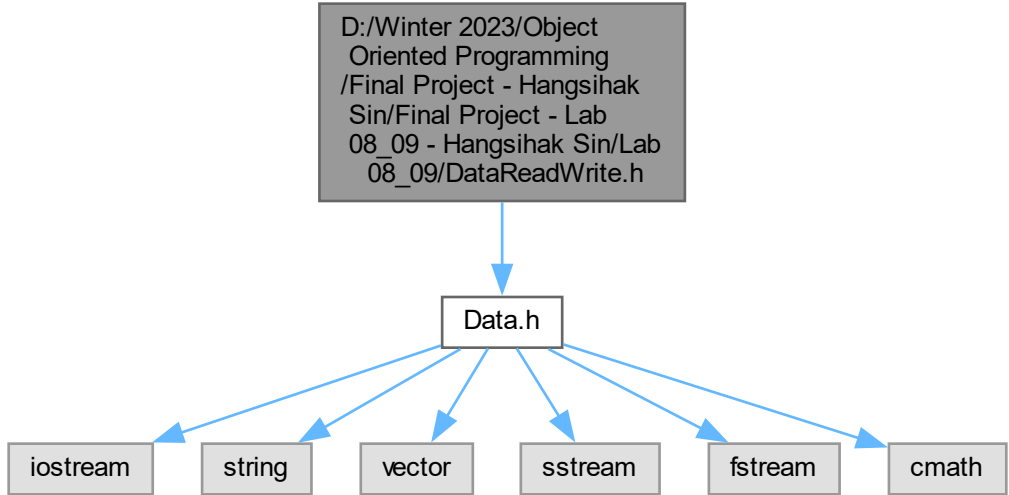 D:/Winter 2023/Object
Oriented Programming
/Final Project - Hangsihak
Sin/Final Project - Lab
08_09 - Hangsihak Sin/Lab
08_09/DataReadWrite.h
Data.h
iostream
string
vector
sstream
fstream
cmath